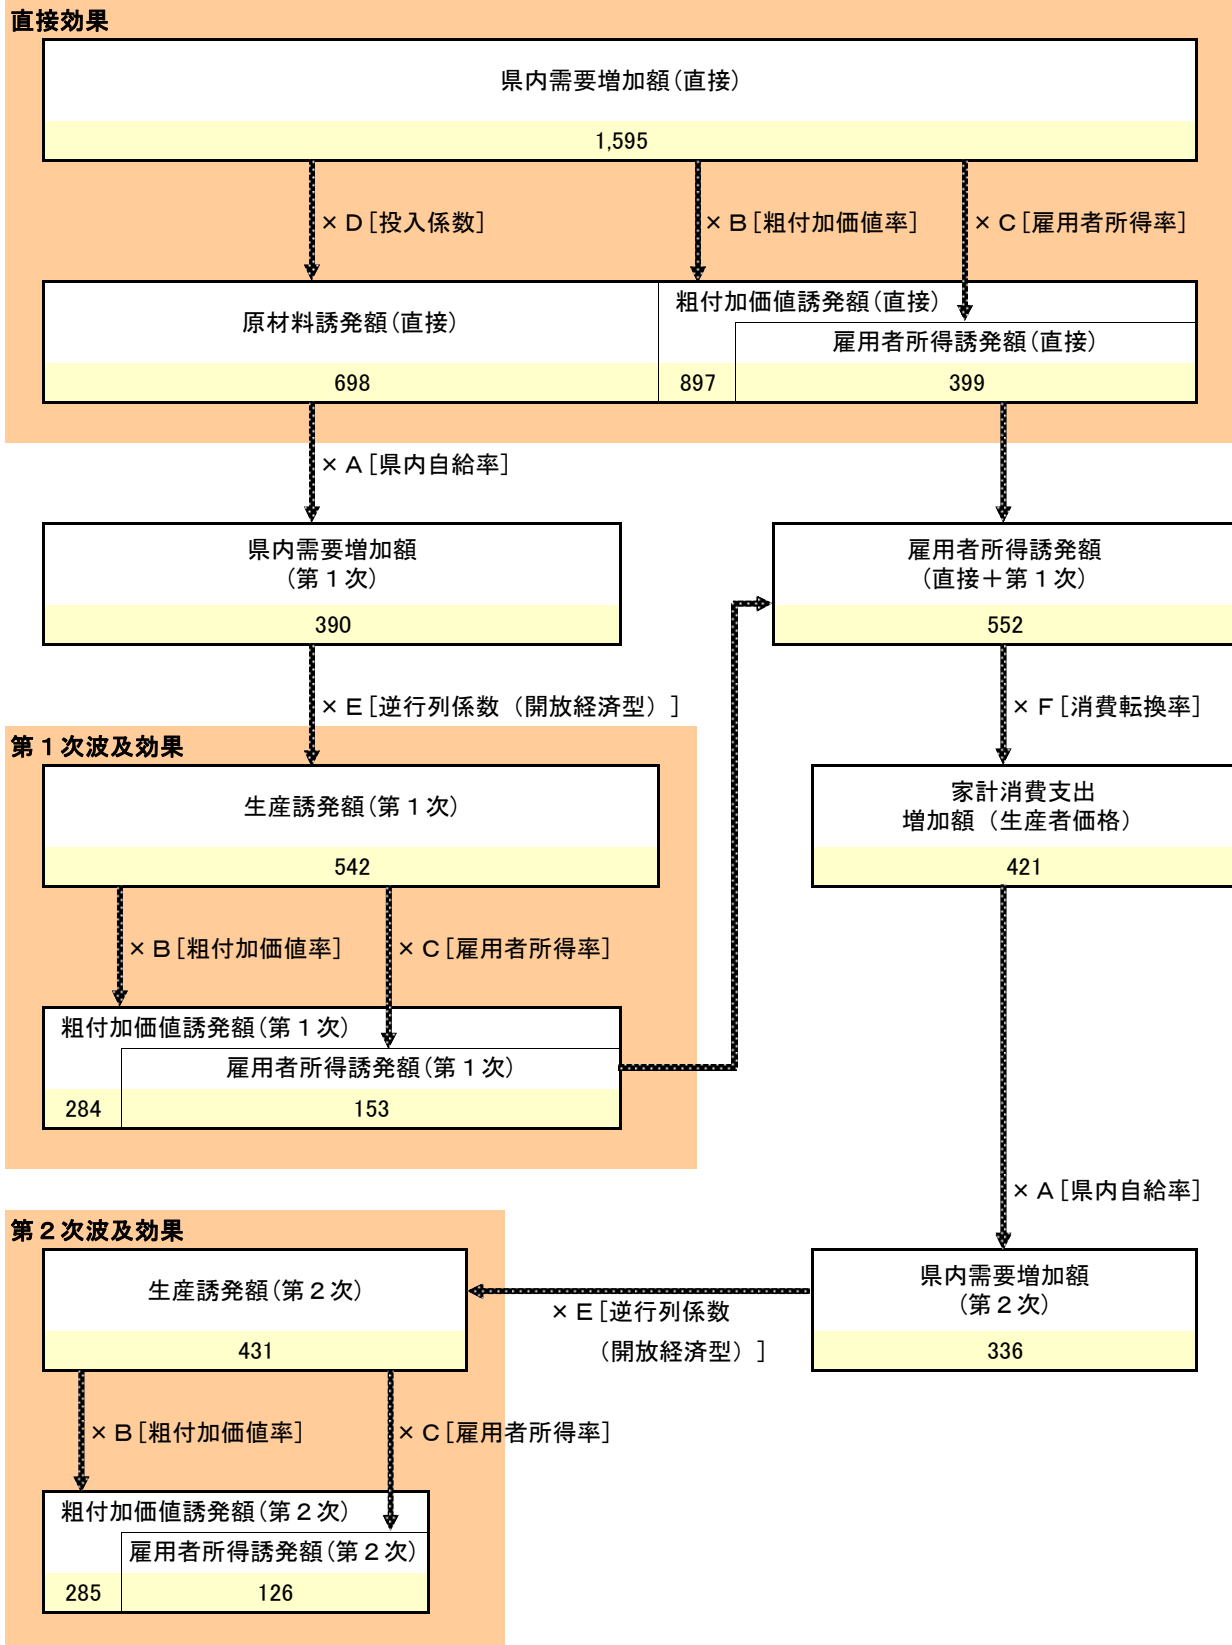 直接効果
県内需要増加額(直接)
1,595
×D[投入係数]
×B[粗付加価値率]
×C[雇用者所得率]
原材料誘発額(直接)
粗付加価値誘発額(直接)
雇用者所得誘発額(直接)
698
897
399
×A[県内自給率]
県内需要増加額
(第1次)
390
雇用者所得誘発額
(直接+第1次)
552
×E[逆行列係数(開放経済型)]
×F[消費転換率]
第1次波及効果
生産誘発額(第1次)
542
家計消費支出
増加額(生産者価格)
421
×B[粗付加価値率]
×C[雇用者所得率]
粗付加価値誘発額(第1次)
雇用者所得誘発額(第1次)
284
153
×A[県内自給率]
第2次波及効果
生産誘発額(第2次)
431
×E[逆行列係数
(開放経済型)]
県内需要増加額
(第2次)
336
×B[粗付加価値率]
×C[雇用者所得率]
粗付加価値誘発額(第2次)
雇用者所得誘発額(第2次)
285
126